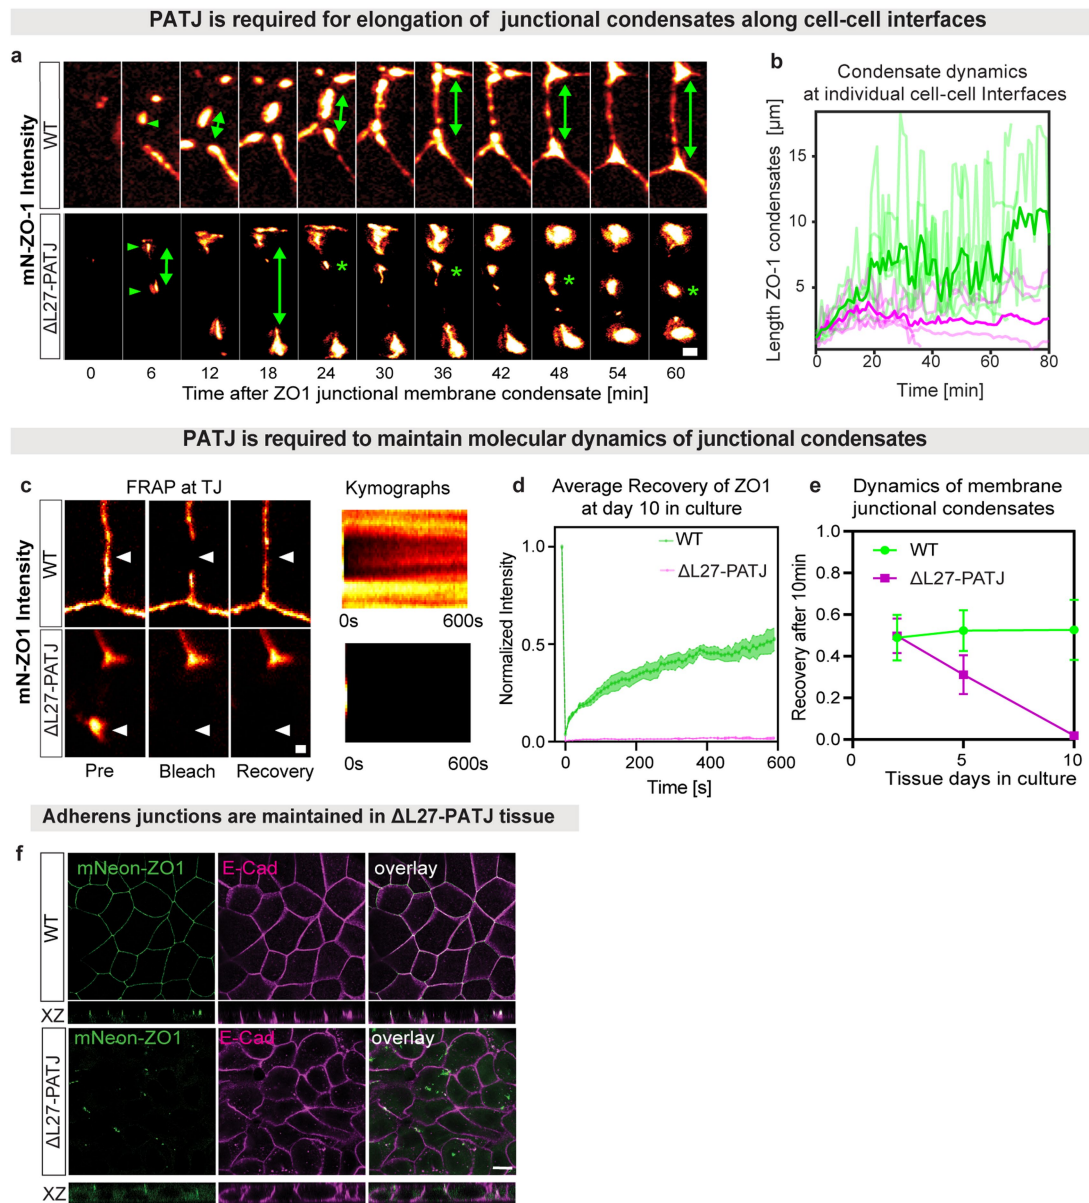 PATJ is required for elongation of junctional condensates along cell-cell interfaces
a
mN-ZO-1 Intensity
WT
ΔL27-PATJ
*
*
*
*
0 6 12 18 24 30 36 42 48 54 60
Time after ZO1 junctional membrane condensate [min]
b
Condensate dynamics
at individual cell-cell Interfaces
Length ZO-1 condensates [μm]
15
10
5
0 20 40 60 80
Time [min]
PATJ is required to maintain molecular dynamics of junctional condensates
c
FRAP at TJ
mN-ZO1 Intensity
WT
ΔL27-PATJ
Pre Bleach Recovery
Kymographs
0s 600s
0s 600s
d
Average Recovery of ZO1
at day 10 in culture
WT
ΔL27-PATJ
Normalized Intensity
1.0
0.5
0.0
0 200 400 600
Time [s]
e
Dynamics of membrane
junctional condensates
WT
ΔL27-PATJ
Recovery after 10min
1.0
0.8
0.6
0.4
0.2
0.0
0 5 10
Tissue days in culture
Adherens junctions are maintained in ΔL27-PATJ tissue
f
WT
mNeon-ZO1 E-Cad overlay
XZ
ΔL27-PATJ
mNeon-ZO1 E-Cad overlay
XZ